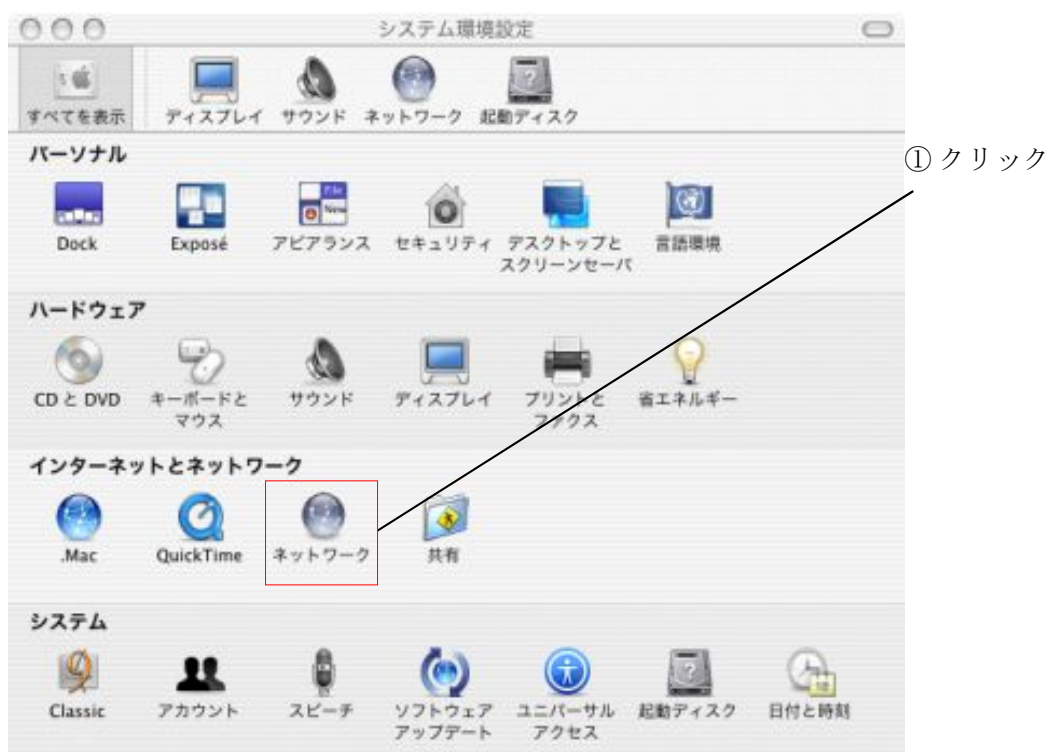 システム環境設定
すべてを表示
ディスプレイ
サウンド
ネットワーク
起動ディスク
パーソナル
① クリック
Dock
Exposé
アピアランス
セキュリティ
デスクトップと
スクリーンセーバ
言語環境
ハードウェア
CD と DVD
キーボードと
マウス
サウンド
ディスプレイ
プリントと
ファクス
省エネルギー
インターネットとネットワーク
.Mac
QuickTime
ネットワーク
共有
システム
Classic
アカウント
スピーチ
ソフトウェア
アップデート
ユニバーサル
アクセス
起動ディスク
日付と時刻